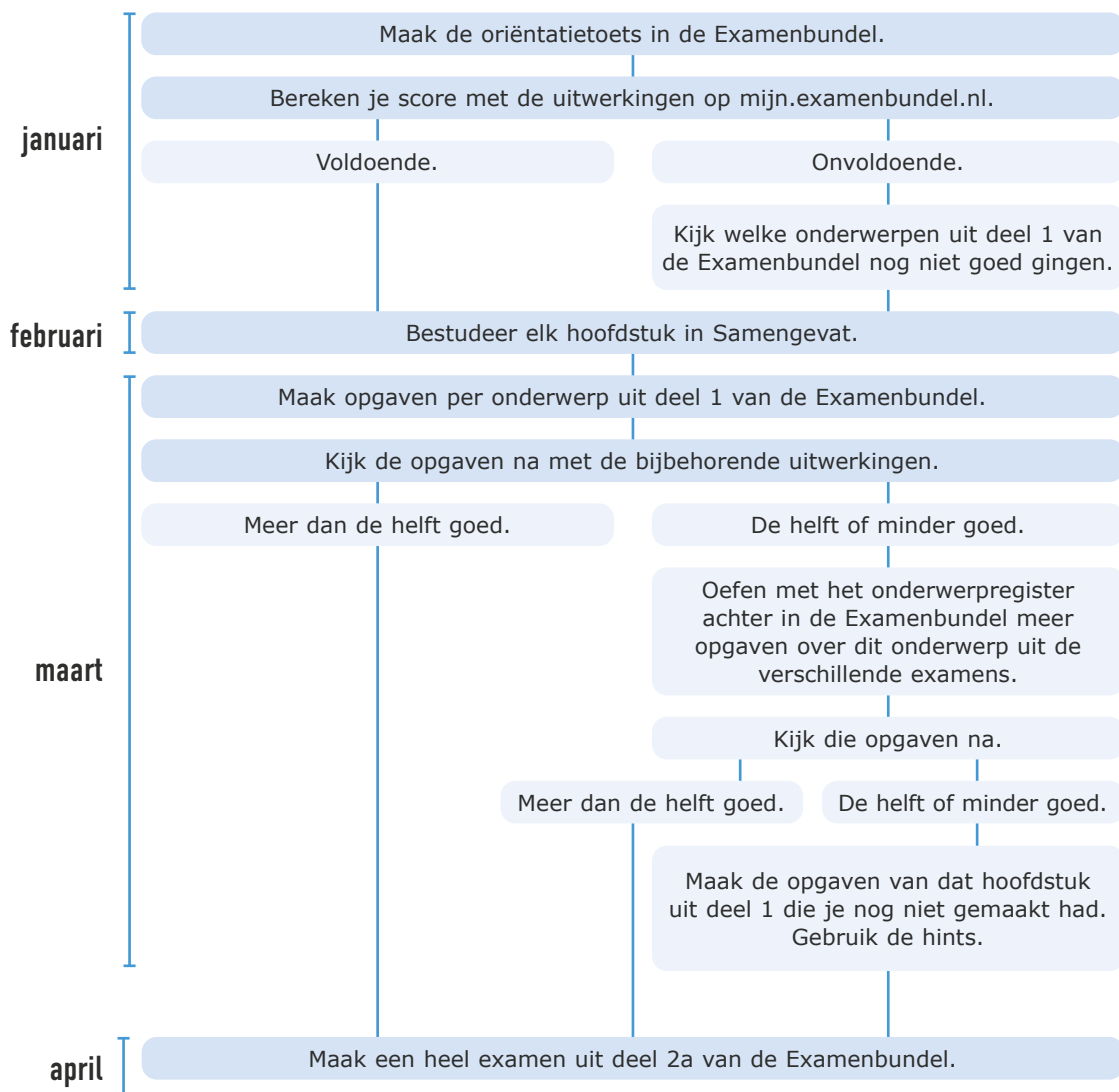 Maak de oriëntatietoets in de Examenbundel.
Bereken je score met de uitwerkingen op mijn.examenbundel.nl.
januari
Voldoende.
Onvoldoende.
Kijk welke onderwerpen uit deel 1 van
de Examenbundel nog niet goed gingen.
februari
Bestudeer elk hoofdstuk in Samengevat.
Maak opgaven per onderwerp uit deel 1 van de Examenbundel.
Kijk de opgaven na met de bijbehorende uitwerkingen.
Meer dan de helft goed.
De helft of minder goed.
Oefen met het onderwerpregister
achter in de Examenbundel meer
opgaven over dit onderwerp uit de
verschillende examens.
maart
Kijk die opgaven na.
Meer dan de helft goed.
De helft of minder goed.
Maak de opgaven van dat hoofdstuk
uit deel 1 die je nog niet gemaakt had.
Gebruik de hints.
april
Maak een heel examen uit deel 2a van de Examenbundel.